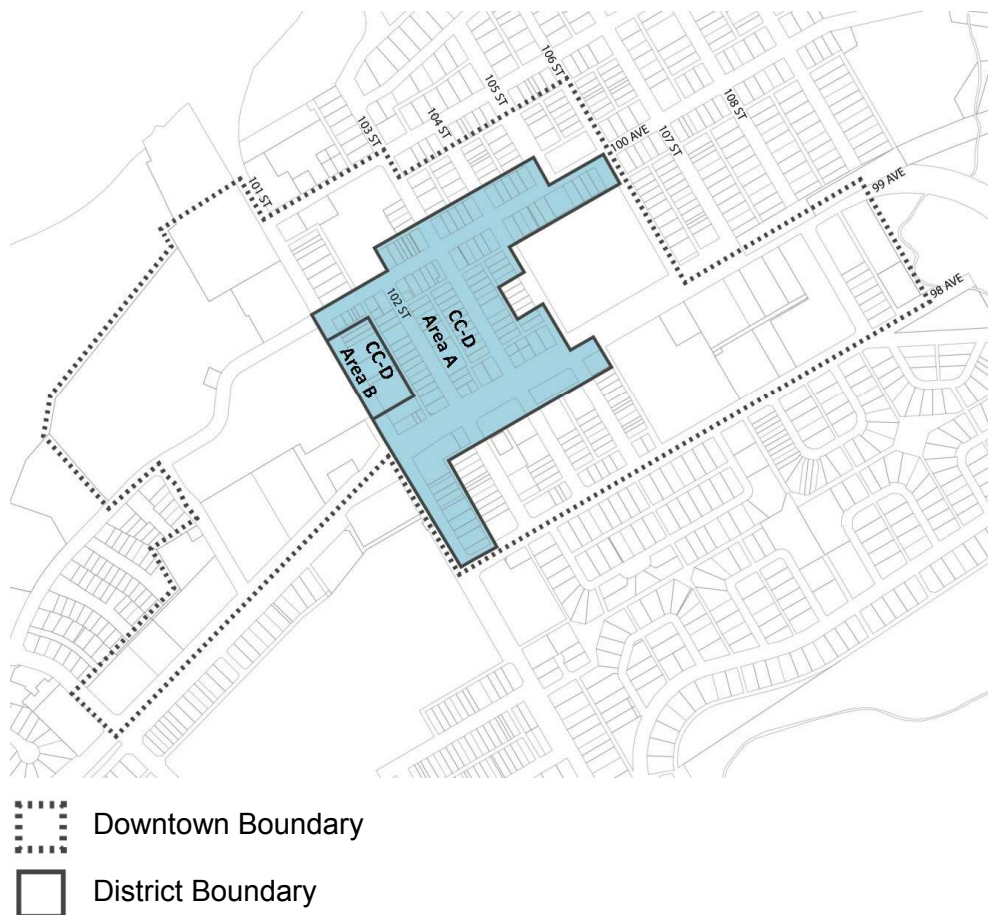 106 ST
105 ST
108 ST
104 ST
103 ST
107 ST
100 AVE
99 AVE
101 ST
98 AVE
102 ST
CC-D
Area A
CC-D
Area B
Downtown Boundary
District Boundary